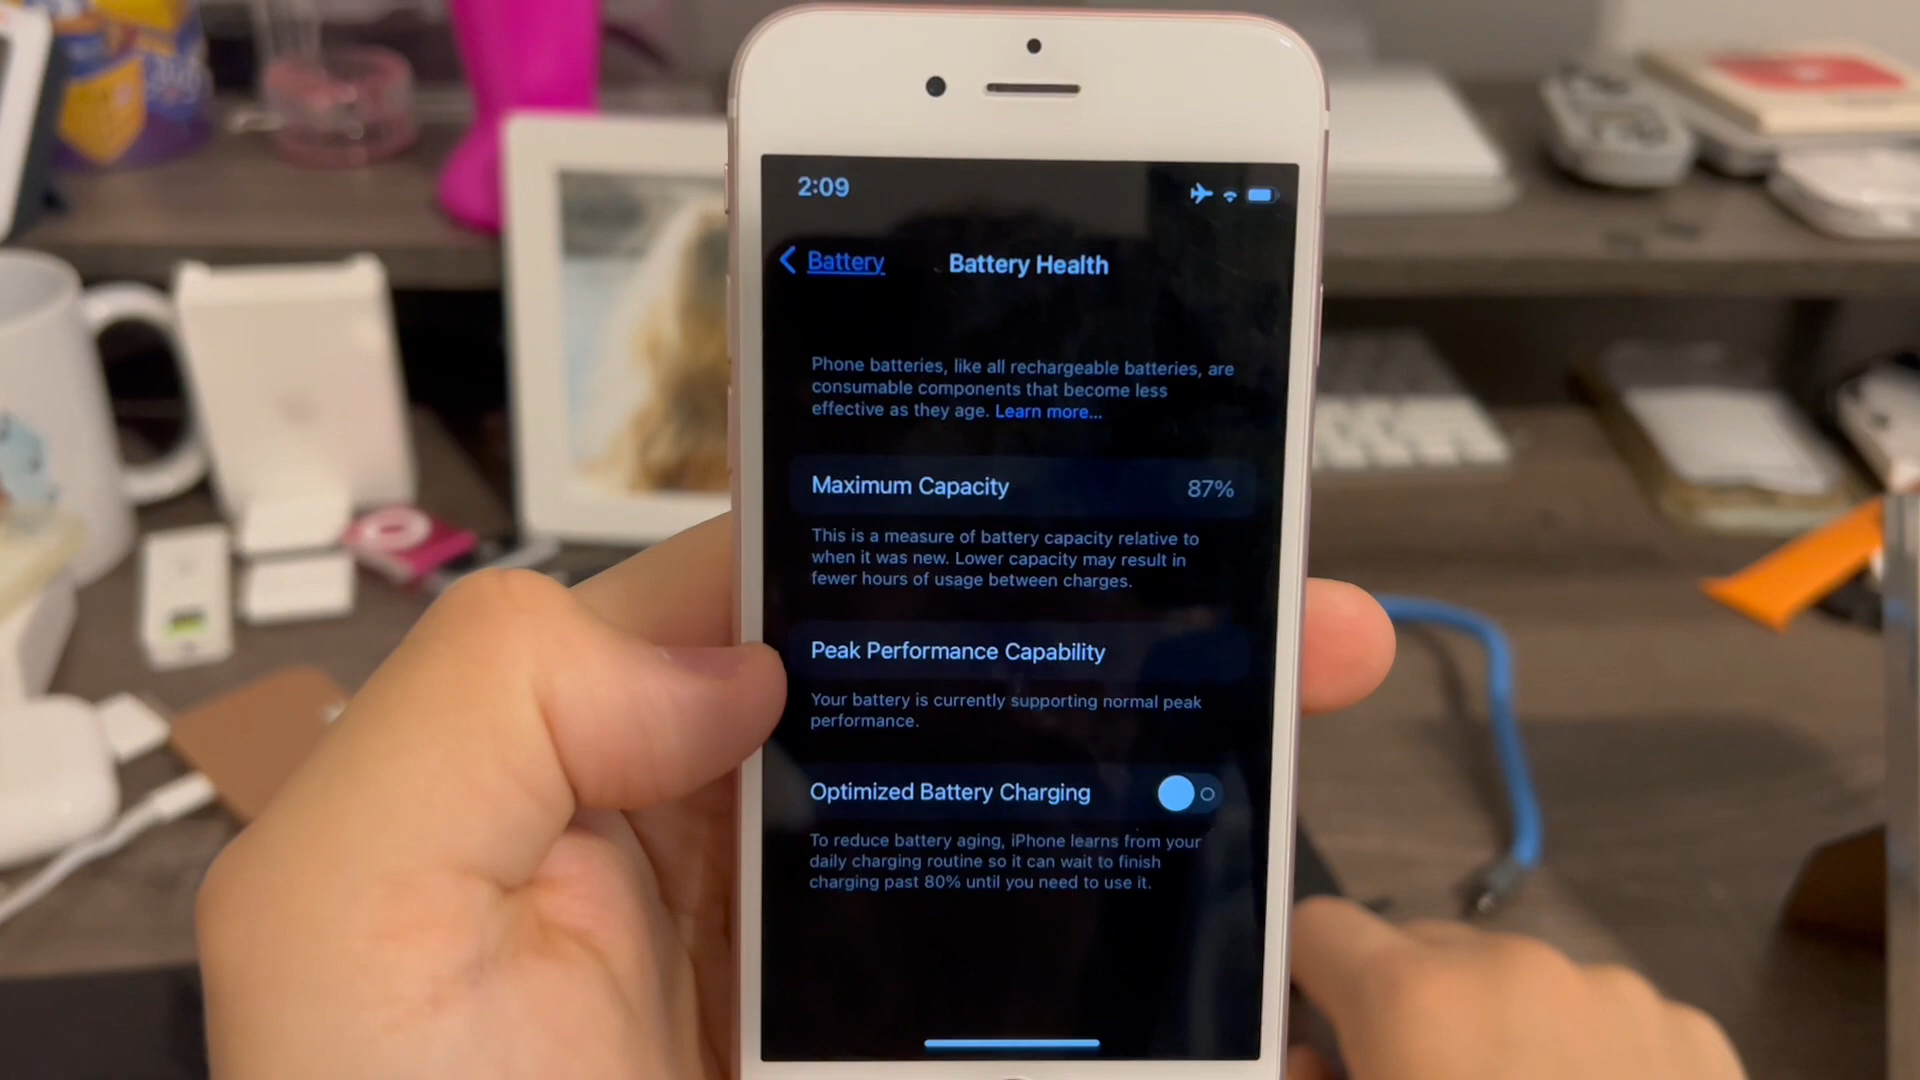 2:09
Battery
Battery Health
Phone batteries, like all rechargeable batteries, are
consumable components that become less
effective as they age. Learn more...
Maximum Capacity 87%
This is a measure of battery capacity relative to
when it was new. Lower capacity may result in
fewer hours of usage between charges.
Peak Performance Capability
Your battery is currently supporting normal peak
performance.
Optimized Battery Charging
To reduce battery aging, iPhone learns from your
daily charging routine so it can wait to finish
charging past 80% until you need to use it.